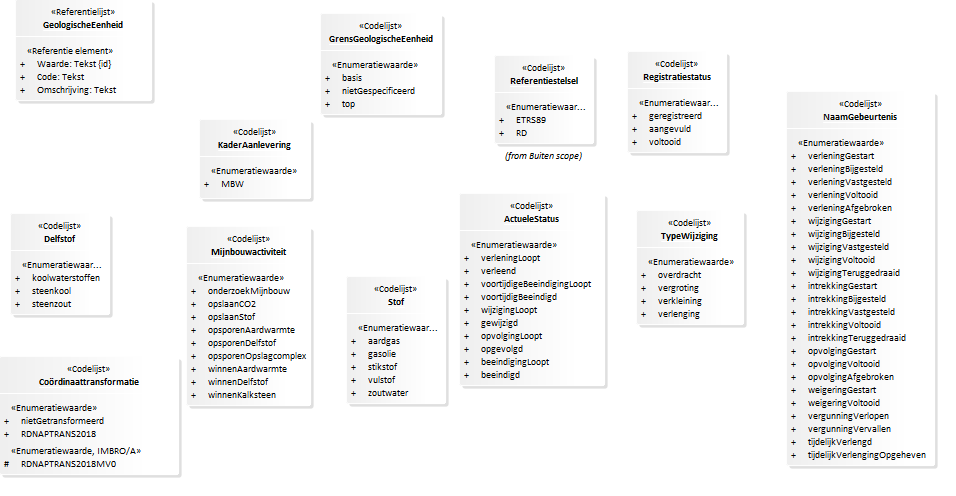 «Referentielijst»
GeologischeEenheid
«Referentie element»
+ Waarde: Tekst {id}
+ Code: Tekst
+ Omschrijving: Tekst
«Codelijst»
GrensGeologischeEenheid
«Enumeratiewaarde»
+ basis
+ nietGespecificeerd
+ top
«Codelijst»
Referentiestelsel
«Enumeratiewaar...
+ ETRS89
+ RD
(from Buiten scope)
«Codelijst»
Registratiestatus
«Enumeratiewaar...
+ geregistreerd
+ aangevuld
+ voltooid
«Codelijst»
NaamGebeurtenis
«Enumeratiewaarde»
+ verleningGestart
+ verleningBijgesteld
+ verleningVastgesteld
+ verleningVoltooid
+ verleningAfgebroken
+ wijzigingGestart
+ wijzigingBijgesteld
+ wijzigingVastgesteld
+ wijzigingVoltooid
+ wijzigingTeruggedraaid
+ intrekkingGestart
+ intrekkingBijgesteld
+ intrekkingVastgesteld
+ intrekkingVoltooid
+ intrekkingTeruggedraaid
+ opvolgingGestart
+ opvolgingVoltooid
+ opvolgingAfgebroken
+ weigeringGestart
+ weigeringVoltooid
+ vergunningVerlopen
+ vergunningVervallen
+ tijdelijkVerlengd
+ tijdelijkVerlengingOpgeheven
«Codelijst»
KaderAanlevering
«Enumeratiewaarde»
+ MBW
«Codelijst»
Delfstof
«Enumeratiewaar...
+ koolwaterstoffen
+ steenkool
+ steenzout
«Codelijst»
Mijnbouwactiviteit
«Enumeratiewaarde»
+ onderzoekMijnbouw
+ opslaanCO2
+ opslaanStof
+ opsporenAardwarmte
+ opsporenDelfstof
+ opsporenOpslagcomplex
+ winnenAardwarmte
+ winnenDelfstof
+ winnenKalksteen
«Codelijst»
Stof
«Enumeratiewaar...
+ aardgas
+ gasolie
+ stikstof
+ vulstof
+ zoutwater
«Codelijst»
ActueleStatus
«Enumeratiewaarde»
+ verleningLoopt
+ verleend
+ voortijdigeBeeindigingLoopt
+ voortijdigBeeindigd
+ wijzigingLoopt
+ gewijzigd
+ opvolgingLoopt
+ opgevolgd
+ beeindigingLoopt
+ beeindigd
«Codelijst»
TypeWijziging
«Enumeratiewaarde»
+ overdracht
+ vergroting
+ verkleining
+ verlenging
«Codelijst»
Coördinaattransformatie
«Enumeratiewaarde»
+ nietGetransformeerd
+ RDNAPTRANS2018
«Enumeratiewaarde, IMBRO/A»
# RDNAPTRANS2018MV0